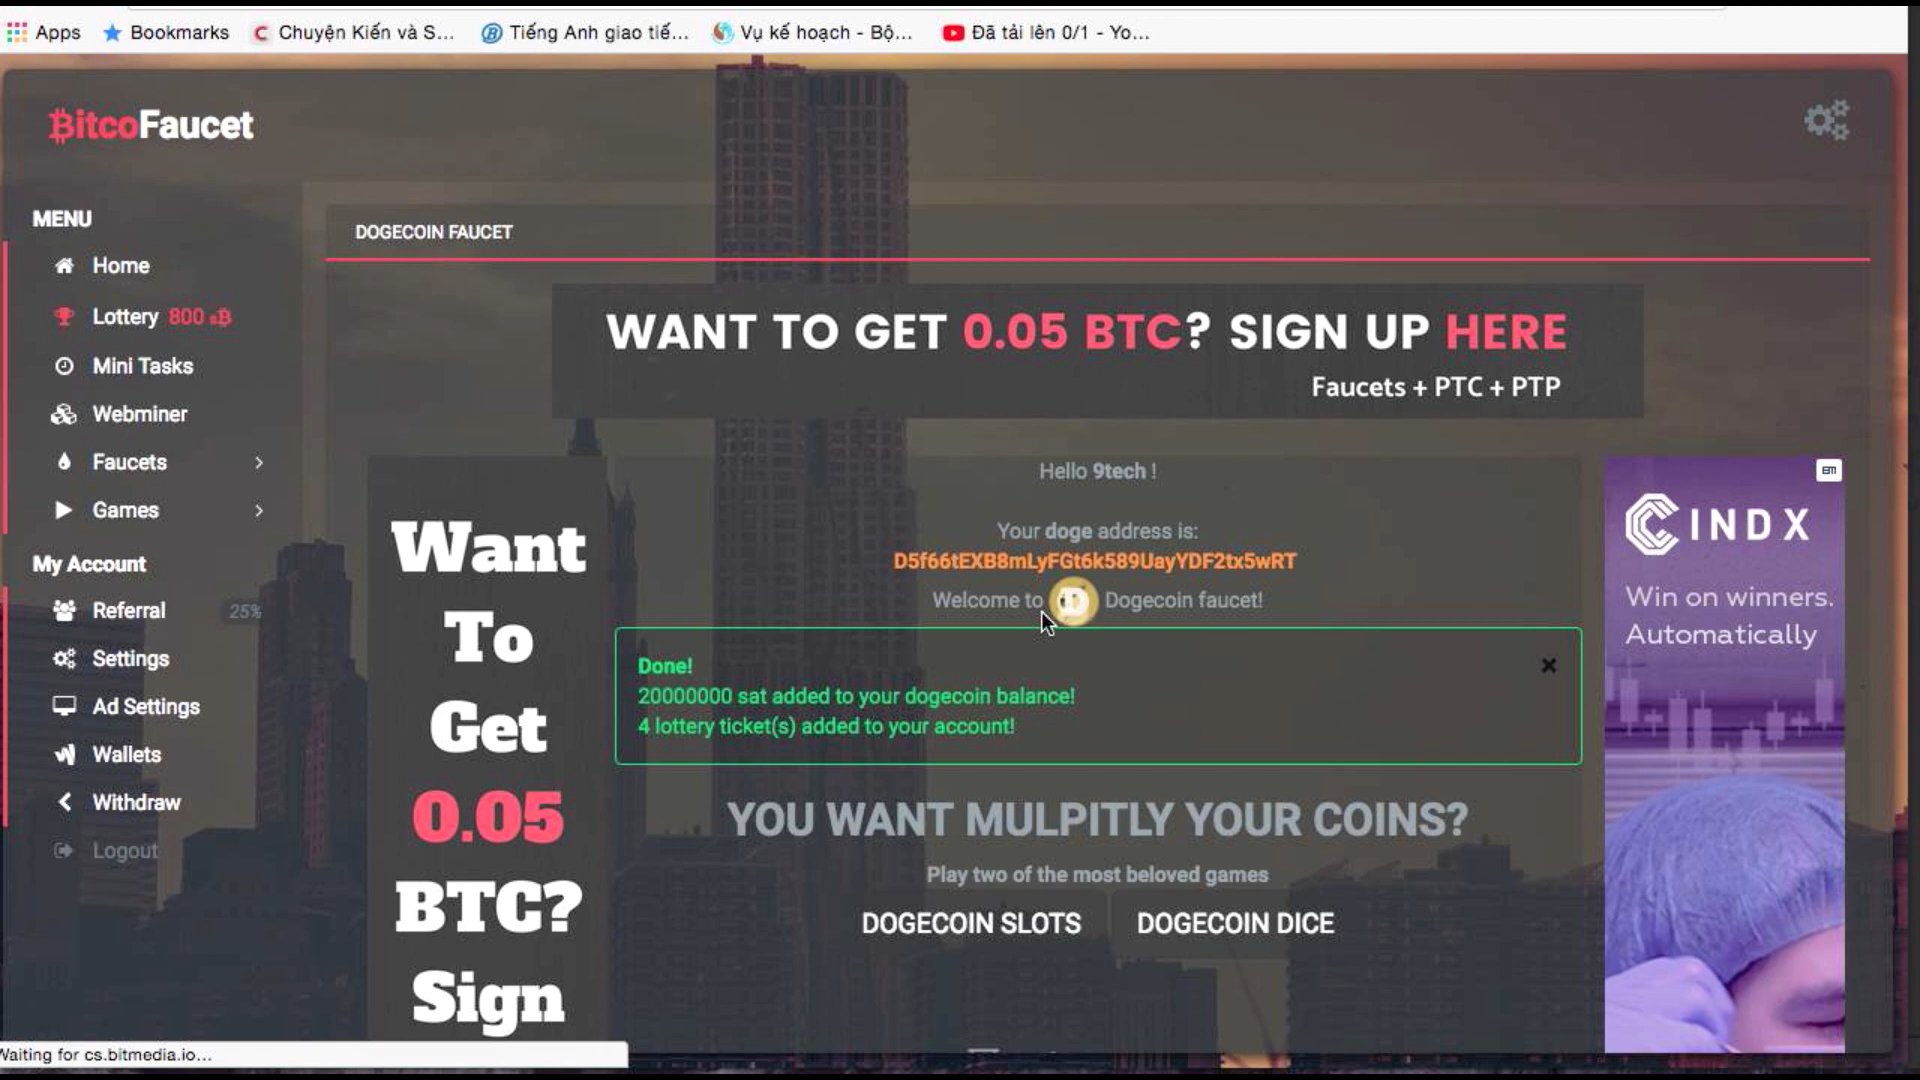 Apps
Bookmarks
Chuyện Kiến và S...
Tiếng Anh giao tiế...
Vụ kế hoạch - Bộ...
Đã tải lên 0/1 - Yo...
BitcoFaucet
MENU
Home
Lottery 800 s₿
Mini Tasks
Webminer
Faucets
Games
My Account
Referral 25%
Settings
Ad Settings
Wallets
Withdraw
Logout
DOGECOIN FAUCET
WANT TO GET 0.05 BTC? SIGN UP HERE
Faucets + PTC + PTP
Want
To
Get
0.05
BTC?
Sign
Hello 9tech !
Your doge address is:
D5f66tEXB8mLyFGt6k589UayYDF2tx5wRT
Welcome to Dogecoin faucet!
Done!
20000000 sat added to your dogecoin balance!
4 lottery ticket(s) added to your account!
YOU WANT MULPITLY YOUR COINS?
Play two of the most beloved games
DOGECOIN SLOTS
DOGECOIN DICE
CINDX
Win on winners.
Automatically
Waiting for cs.bitmedia.io...